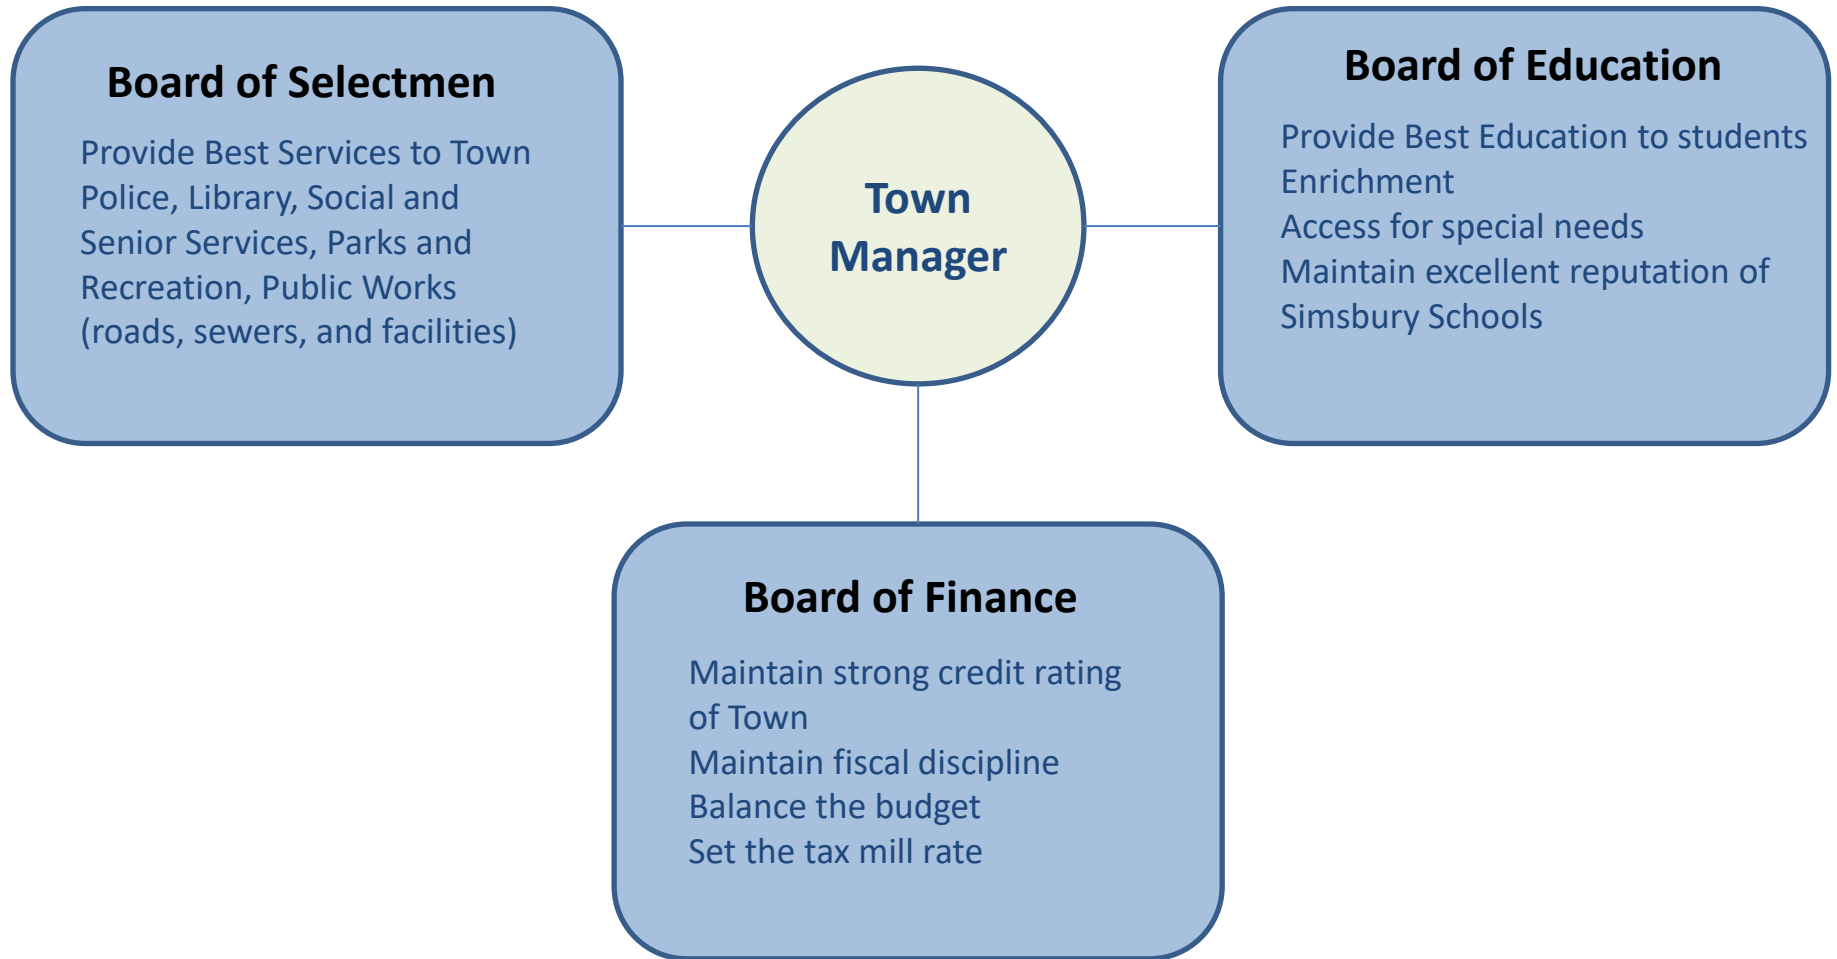 Board of Selectmen
Provide Best Services to Town
Police, Library, Social and
Senior Services, Parks and
Recreation, Public Works
(roads, sewers, and facilities)
Town
Manager
Board of Education
Provide Best Education to students
Enrichment
Access for special needs
Maintain excellent reputation of
Simsbury Schools
Board of Finance
Maintain strong credit rating
of Town
Maintain fiscal discipline
Balance the budget
Set the tax mill rate